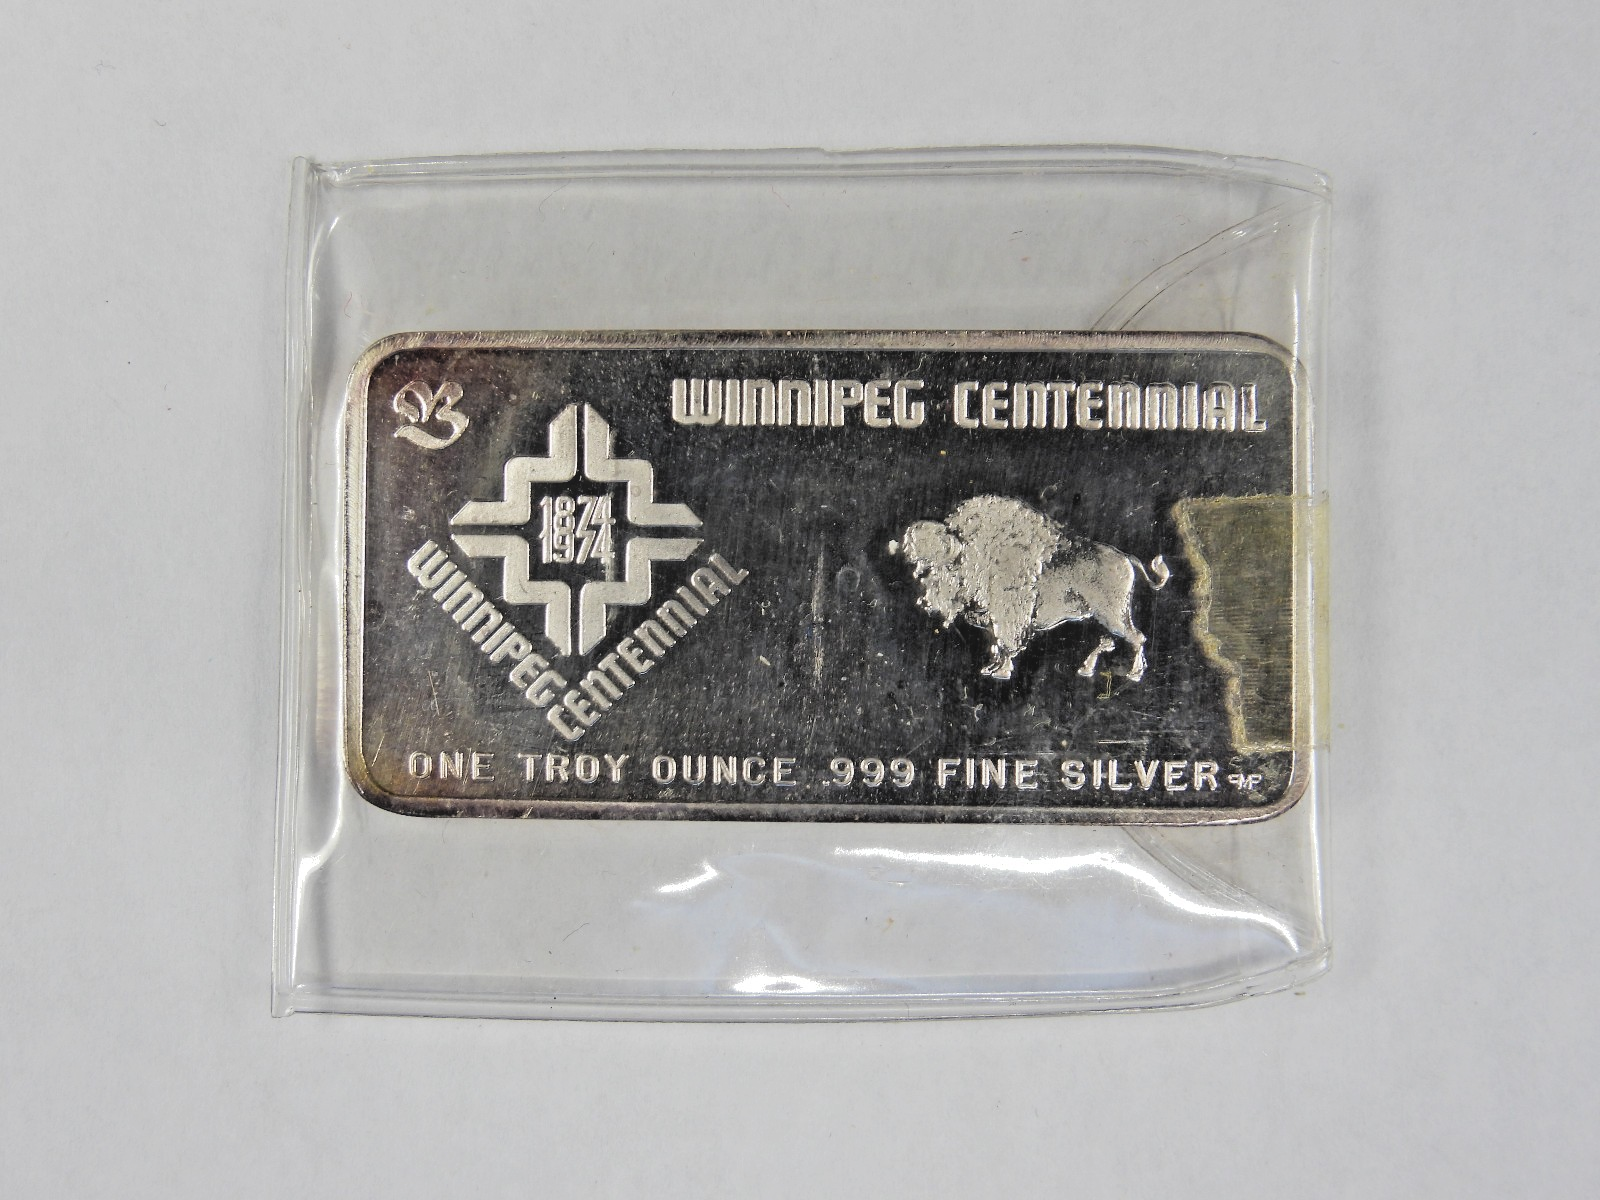 B
WINNIPEG CENTENNIAL
1874
1974
WINNIPEG
CENTENNIAL
ONE TROY OUNCE .999 FINE SILVER